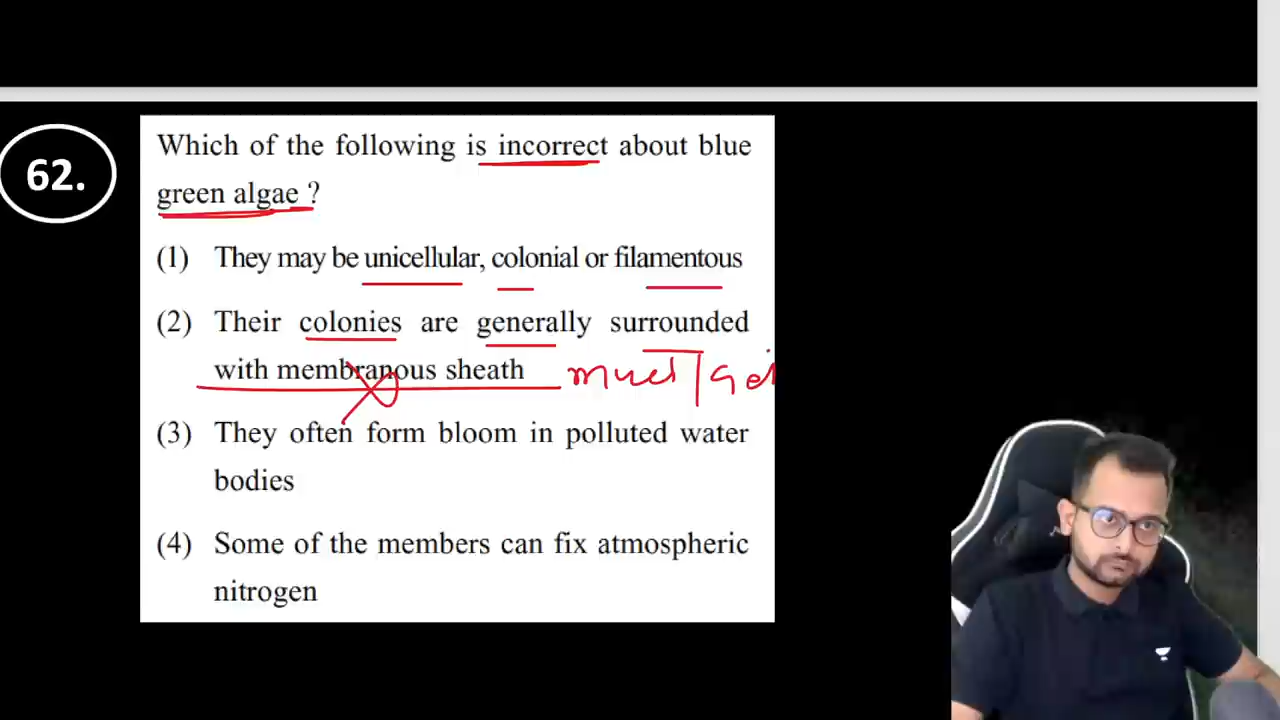 62.
Which of the following is incorrect about blue
green algae ?
(1) They may be unicellular, colonial or filamentous
(2) Their colonies are generally surrounded
with membranous sheath
(3) They often form bloom in polluted water
bodies
(4) Some of the members can fix atmospheric
nitrogen